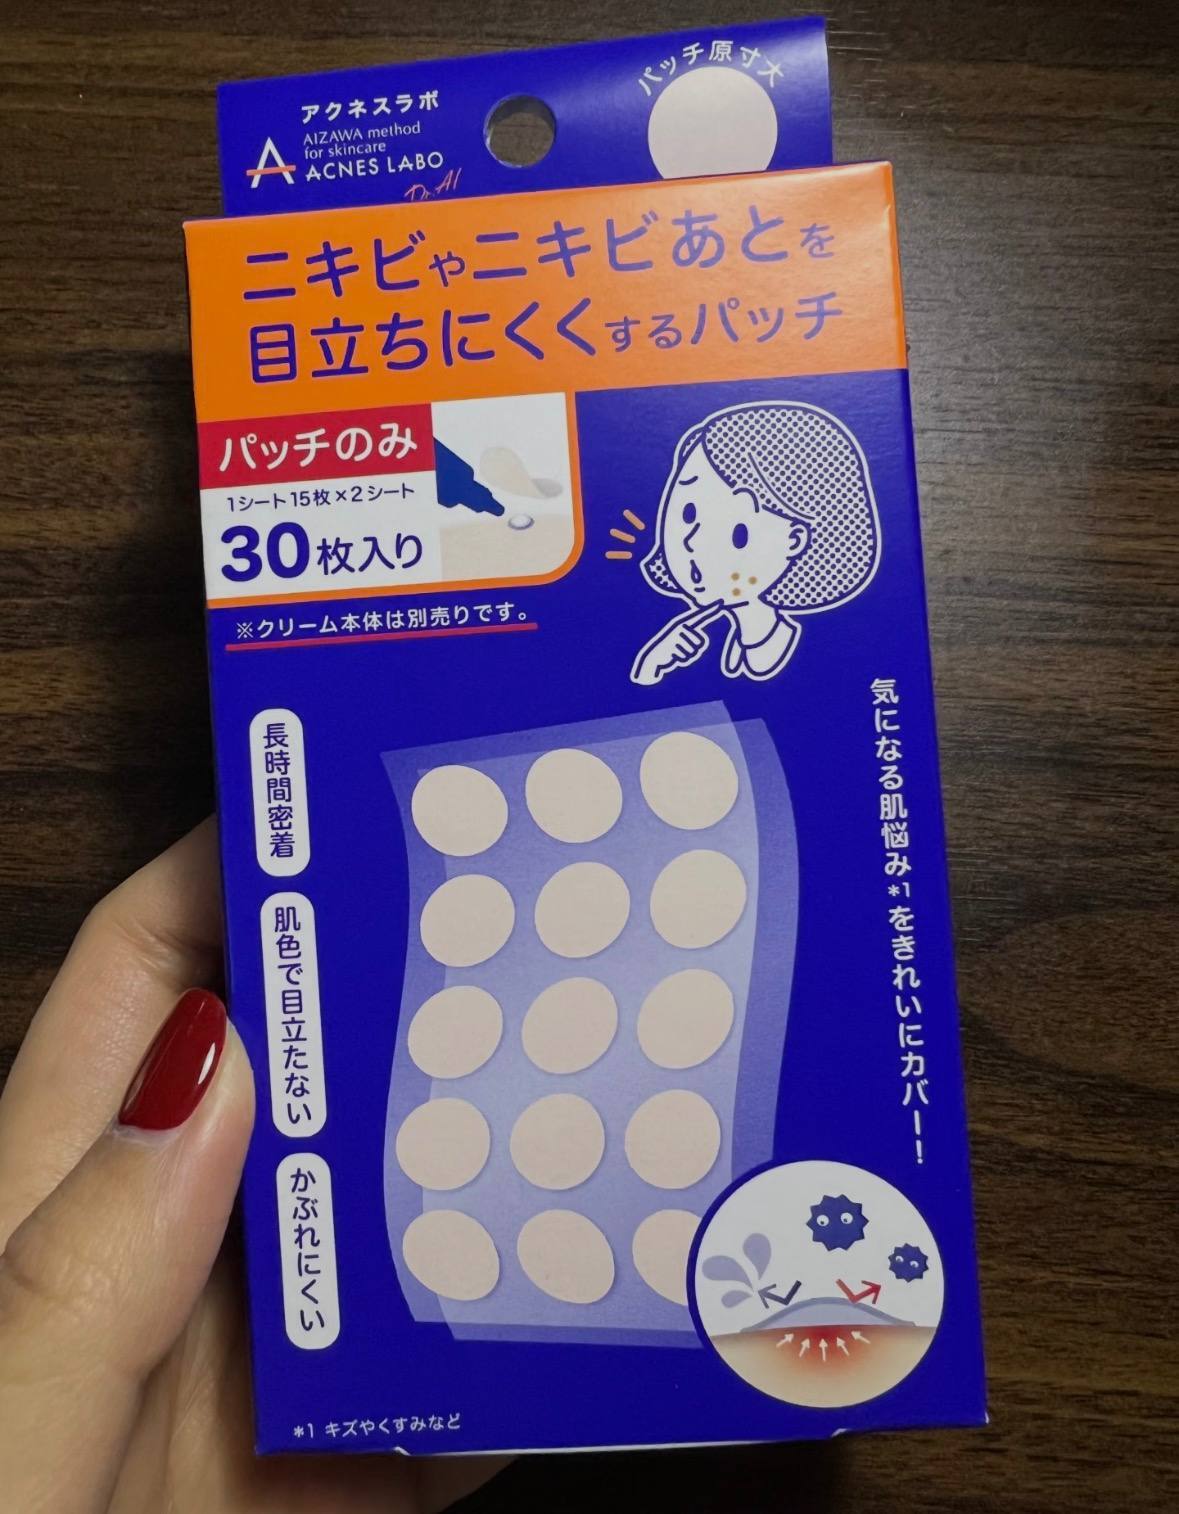 パッチ原寸大
アクネスラボ
AIZAWA method
for skincare
ACNES LABO
Dr. AI
ニキビやニキビあとを
目立ちにくくするパッチ
パッチのみ
1シート15枚×2シート
30枚入り
※クリーム本体は別売りです。
気になる肌悩み*1をきれいにカバー!
長時間密着
肌色で目立たない
かぶれにくい
*1 キズやくすみなど